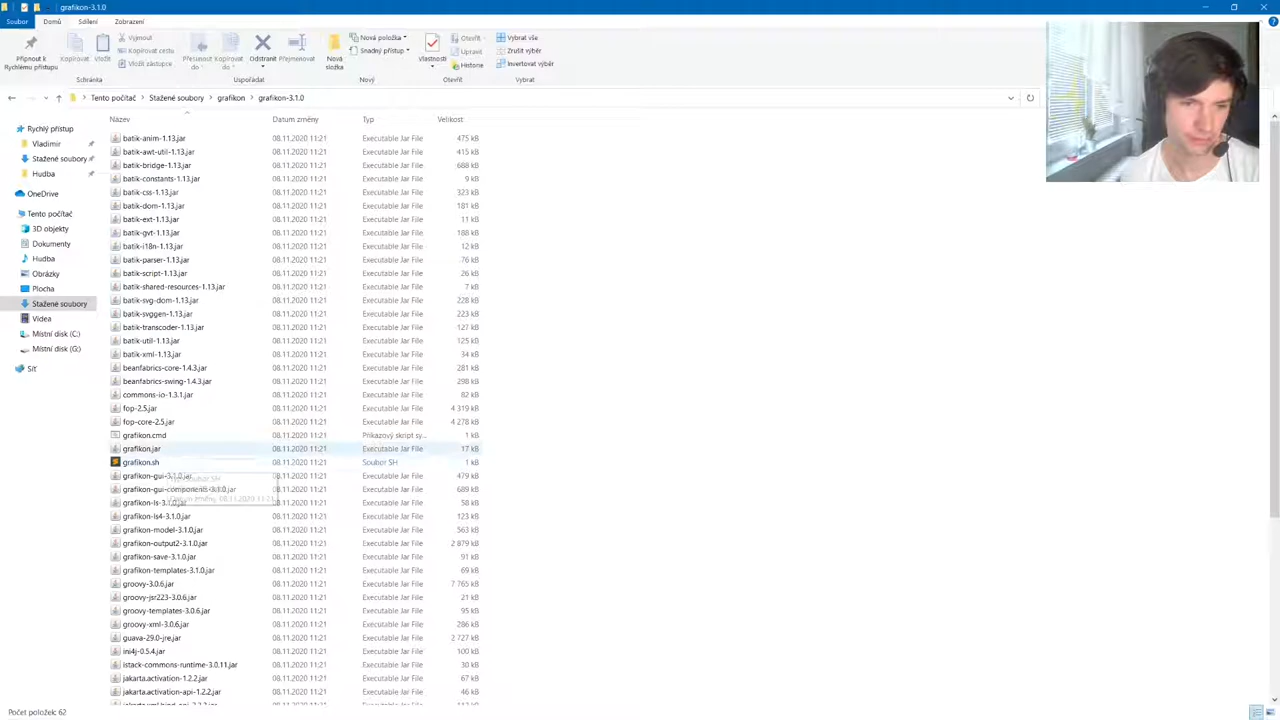 grafikon-3.1.0
Soubor Domů Sdílení Zobrazení
Připnout k Rychlému přístupu
Kopírovat
Vložit
Vyjmout
Kopírovat cestu
Vložit zástupce
Schránka
Přesunout do
Kopírovat do
Odstranit
Přejmenovat
Uspořádat
Nová složka
Nová položka
Snadný přístup
Nový
Vlastnosti
Otevřít
Upravit
Historie
Otevřít
Vybrat vše
Zrušit výběr
Invertovat výběr
Vybrat
Tento počítač Stažené soubory grafikon grafikon-3.1.0
Název Datum změny Typ Velikost
Rychlý přístup
Vladimir
Stažené soubory
Hudba
OneDrive
Tento počítač
3D objekty
Dokumenty
Hudba
Obrázky
Plocha
Stažené soubory
Videa
Místní disk (C:)
Místní disk (G:)
Síť
batik-anim-1.13.jar 08.11.2020 11:21 Executable Jar File 475 kB
batik-awt-util-1.13.jar 08.11.2020 11:21 Executable Jar File 415 kB
batik-bridge-1.13.jar 08.11.2020 11:21 Executable Jar File 688 kB
batik-constants-1.13.jar 08.11.2020 11:21 Executable Jar File 9 kB
batik-css-1.13.jar 08.11.2020 11:21 Executable Jar File 323 kB
batik-dom-1.13.jar 08.11.2020 11:21 Executable Jar File 181 kB
batik-ext-1.13.jar 08.11.2020 11:21 Executable Jar File 11 kB
batik-gvt-1.13.jar 08.11.2020 11:21 Executable Jar File 188 kB
batik-i18n-1.13.jar 08.11.2020 11:21 Executable Jar File 12 kB
batik-parser-1.13.jar 08.11.2020 11:21 Executable Jar File 76 kB
batik-script-1.13.jar 08.11.2020 11:21 Executable Jar File 26 kB
batik-shared-resources-1.13.jar 08.11.2020 11:21 Executable Jar File 7 kB
batik-svg-dom-1.13.jar 08.11.2020 11:21 Executable Jar File 228 kB
batik-svggen-1.13.jar 08.11.2020 11:21 Executable Jar File 223 kB
batik-transcoder-1.13.jar 08.11.2020 11:21 Executable Jar File 127 kB
batik-util-1.13.jar 08.11.2020 11:21 Executable Jar File 125 kB
batik-xml-1.13.jar 08.11.2020 11:21 Executable Jar File 34 kB
beanfabrics-core-1.4.3.jar 08.11.2020 11:21 Executable Jar File 281 kB
beanfabrics-swing-1.4.3.jar 08.11.2020 11:21 Executable Jar File 298 kB
commons-io-1.3.1.jar 08.11.2020 11:21 Executable Jar File 82 kB
fop-2.5.jar 08.11.2020 11:21 Executable Jar File 4 319 kB
fop-core-2.5.jar 08.11.2020 11:21 Executable Jar File 4 278 kB
grafikon.cmd 08.11.2020 11:21 Příkazový skript sy... 1 kB
grafikon.jar 08.11.2020 11:21 Executable Jar File 17 kB
grafikon.sh 08.11.2020 11:21 Soubor SH 1 kB
grafikon-gui-3.1.0.jar 08.11.2020 11:21 Executable Jar File 479 kB
grafikon-gui-components-3.1.0.jar 08.11.2020 11:21 Executable Jar File 689 kB
grafikon-ls-3.1.0.jar 08.11.2020 11:21 Executable Jar File 58 kB
grafikon-ls4-3.1.0.jar 08.11.2020 11:21 Executable Jar File 123 kB
grafikon-model-3.1.0.jar 08.11.2020 11:21 Executable Jar File 563 kB
grafikon-output2-3.1.0.jar 08.11.2020 11:21 Executable Jar File 2 879 kB
grafikon-save-3.1.0.jar 08.11.2020 11:21 Executable Jar File 91 kB
grafikon-templates-3.1.0.jar 08.11.2020 11:21 Executable Jar File 69 kB
groovy-3.0.6.jar 08.11.2020 11:21 Executable Jar File 7 765 kB
groovy-jsr223-3.0.6.jar 08.11.2020 11:21 Executable Jar File 21 kB
groovy-templates-3.0.6.jar 08.11.2020 11:21 Executable Jar File 95 kB
groovy-xml-3.0.6.jar 08.11.2020 11:21 Executable Jar File 286 kB
guava-29.0-jre.jar 08.11.2020 11:21 Executable Jar File 2 727 kB
ini4j-0.5.4.jar 08.11.2020 11:21 Executable Jar File 100 kB
istack-commons-runtime-3.0.11.jar 08.11.2020 11:21 Executable Jar File 30 kB
jakarta.activation-1.2.2.jar 08.11.2020 11:21 Executable Jar File 67 kB
jakarta.activation-api-1.2.2.jar 08.11.2020 11:21 Executable Jar File 46 kB
Počet položek: 62